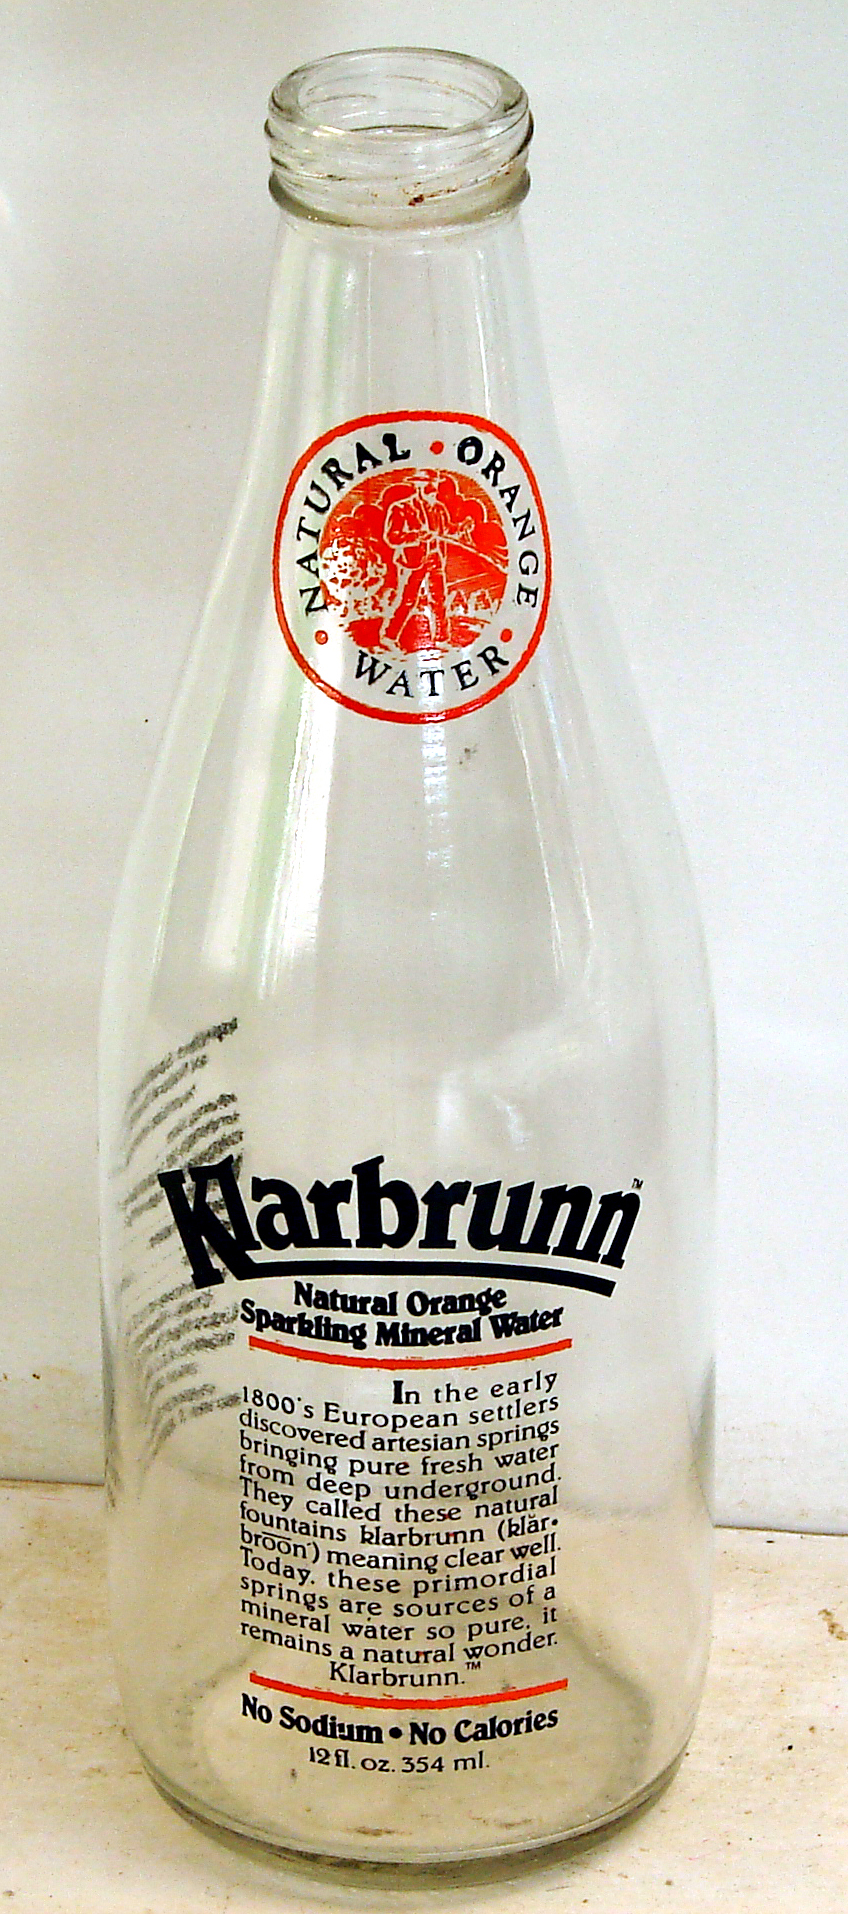 NATURAL • ORANGE • WATER •
Klarbrunn™
Natural Orange
Sparkling Mineral Water
In the early
1800's European settlers
discovered artesian springs
bringing pure fresh water
from deep underground.
They called these natural
fountains klarbrunn (klär•
brōōn') meaning clear well.
Today, these primordial
springs are sources of a
mineral water so pure, it
remains a natural wonder.
Klarbrunn.™
No Sodium • No Calories
12 fl. oz. 354 ml.